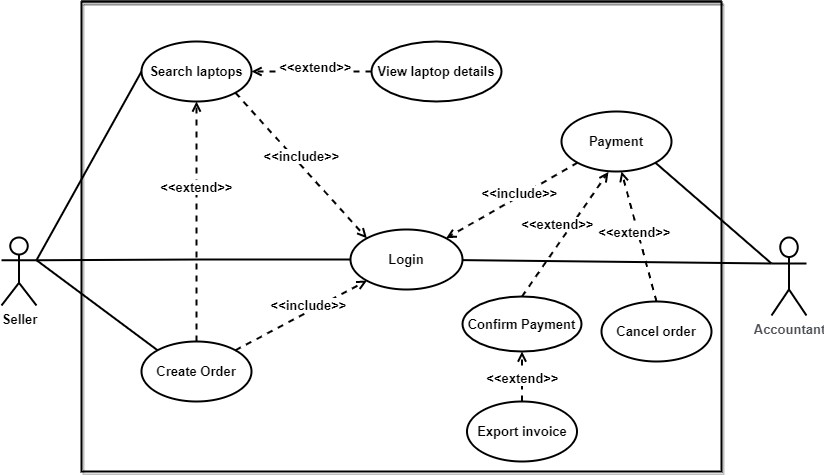 Search laptops
<<extend>>
View laptop details
Payment
<<include>>
<<extend>>
<<include>>
<<extend>>
<<extend>>
Login
Seller
<<include>>
Confirm Payment
Cancel order
Accountant
Create Order
<<extend>>
Export invoice